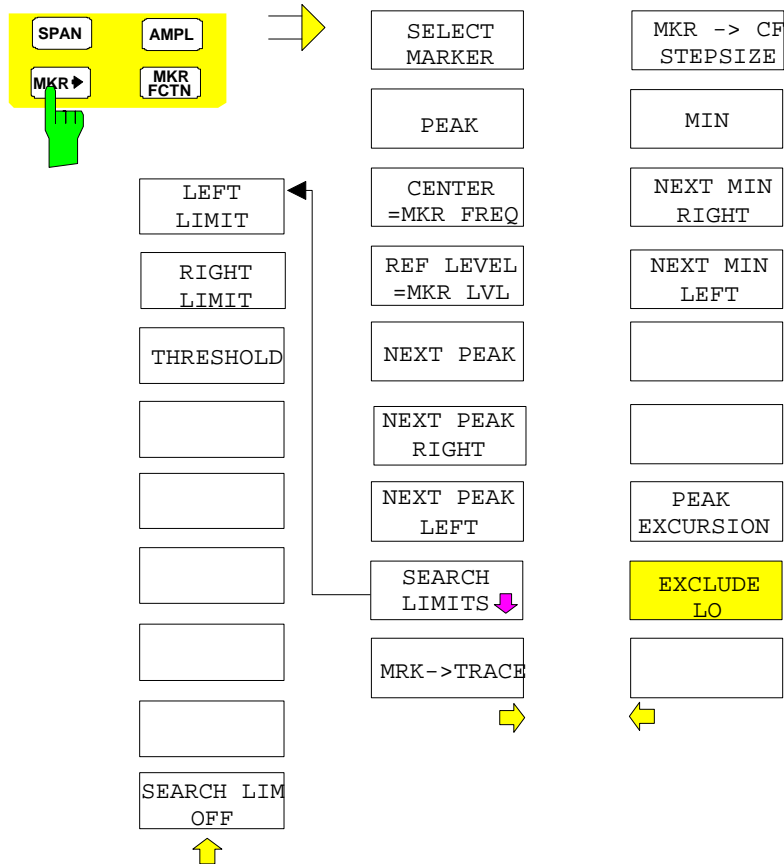 SPAN
AMPL
MKR
MKR
FCTN
LEFT
LIMIT
RIGHT
LIMIT
THRESHOLD
SEARCH LIM
OFF
SELECT
MARKER
PEAK
CENTER
=MKR FREQ
REF LEVEL
=MKR LVL
NEXT PEAK
NEXT PEAK
RIGHT
NEXT PEAK
LEFT
SEARCH
LIMITS
MRK->TRACE
MKR -> CF
STEPSIZE
MIN
NEXT MIN
RIGHT
NEXT MIN
LEFT
PEAK
EXCURSION
EXCLUDE
LO